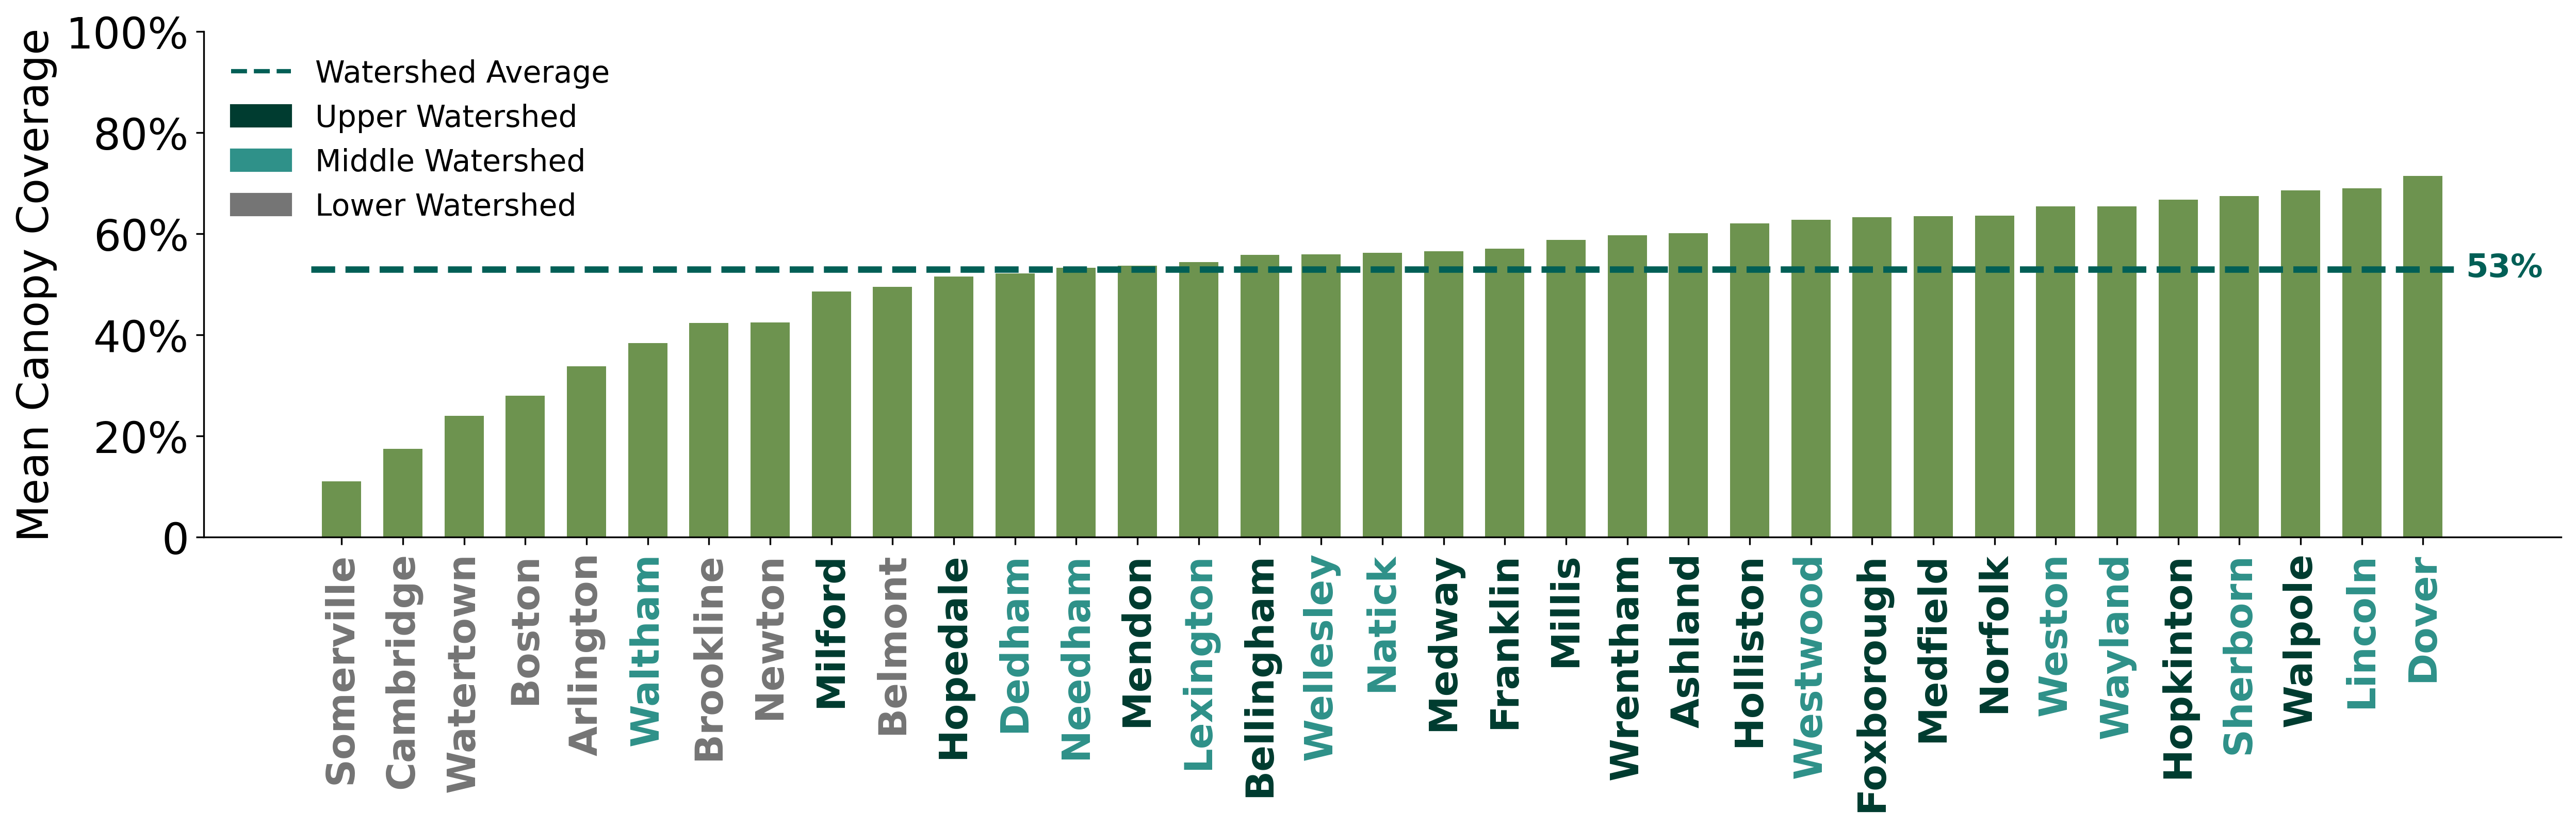 Mean Canopy Coverage
100%
80%
60%
40%
20%
0
Watershed Average
Upper Watershed
Middle Watershed
Lower Watershed
53%
Somerville
Cambridge
Watertown
Boston
Arlington
Waltham
Brookline
Newton
Milford
Belmont
Hopedale
Dedham
Needham
Mendon
Lexington
Bellingham
Wellesley
Natick
Medway
Franklin
Millis
Wrentham
Ashland
Holliston
Westwood
Foxborough
Medfield
Norfolk
Weston
Wayland
Hopkinton
Sherborn
Walpole
Lincoln
Dover